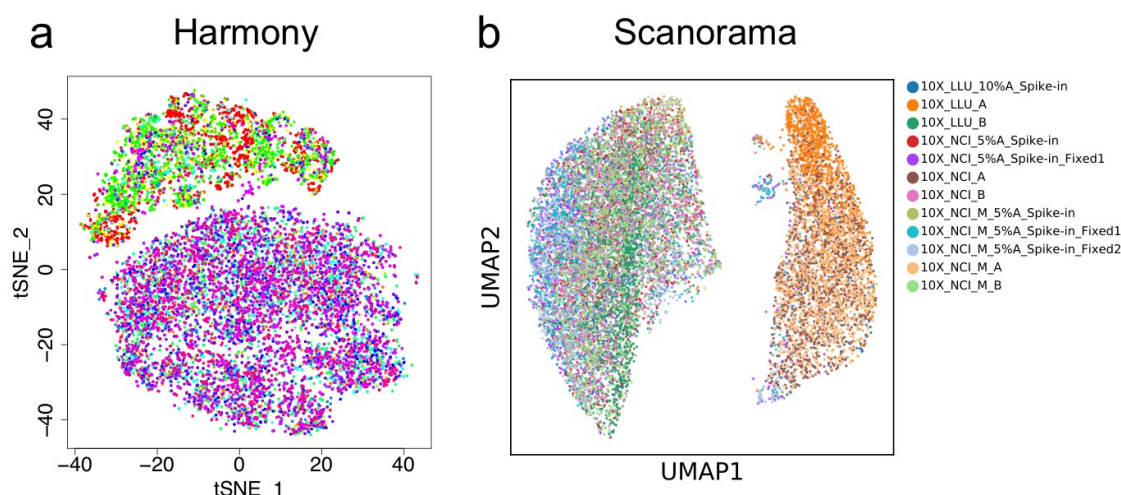 a
Harmony
40
20
0
−20
−40
tSNE_2
−40
−20
0
20
40
tSNE_1
b
Scanorama
UMAP2
UMAP1
10X_LLU_10%A_Spike-in
10X_LLU_A
10X_LLU_B
10X_NCI_5%A_Spike-in
10X_NCI_5%A_Spike-in_Fixed1
10X_NCI_A
10X_NCI_B
10X_NCI_M_5%A_Spike-in
10X_NCI_M_5%A_Spike-in_Fixed1
10X_NCI_M_5%A_Spike-in_Fixed2
10X_NCI_M_A
10X_NCI_M_B